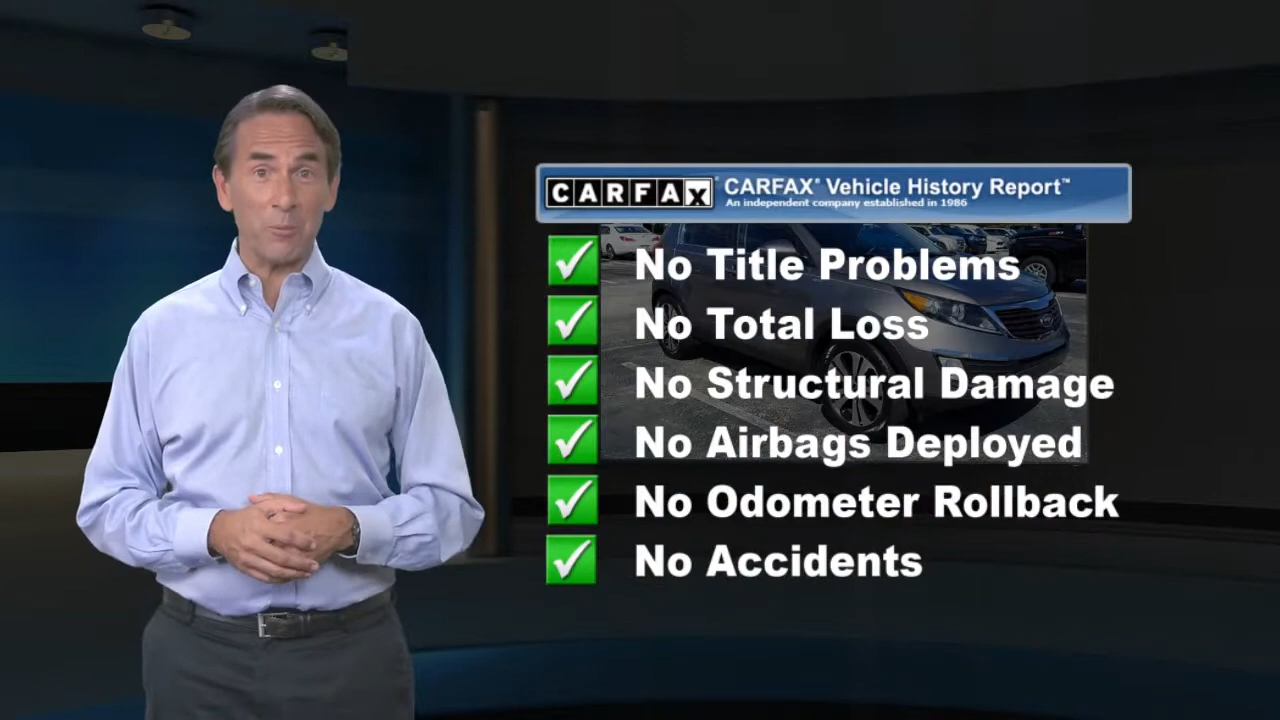 CARFAX® CARFAX® Vehicle History Report™
An independent company established in 1986
No Title Problems
No Total Loss
No Structural Damage
No Airbags Deployed
No Odometer Rollback
No Accidents